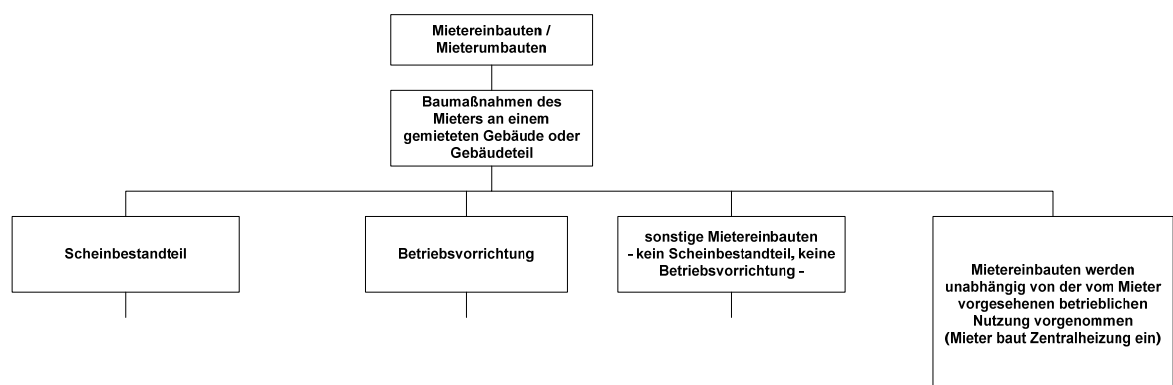 Mietereinbauten /
Mieterumbauten
Baumaßnahmen des
Mieters an einem
gemieteten Gebäude oder
Gebäudeteil
Scheinbestandteil
Betriebsvorrichtung
sonstige Mietereinbauten
- kein Scheinbestandteil, keine
Betriebsvorrichtung -
Mietereinbauten werden
unabhängig von der vom Mieter
vorgesehenen betrieblichen
Nutzung vorgenommen
(Mieter baut Zentralheizung ein)